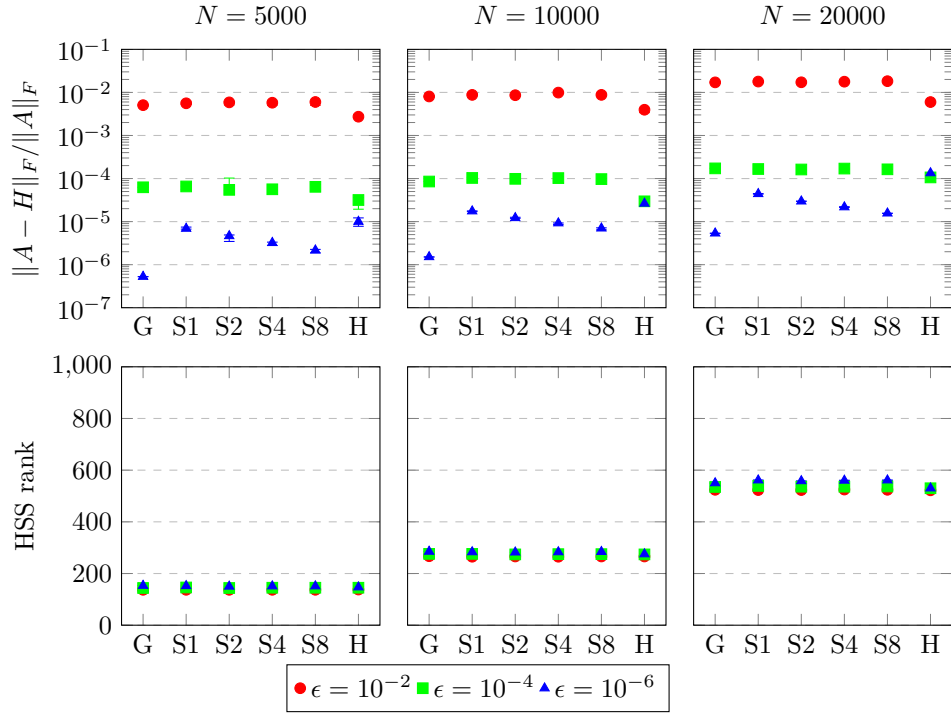 N = 5000 N = 10000 N = 20000
‖A − H‖_F/‖A‖_F
10^−1
10^−2
10^−3
10^−4
10^−5
10^−6
10^−7
G S1 S2 S4 S8 H G S1 S2 S4 S8 H G S1 S2 S4 S8 H
HSS rank
1,000
800
600
400
200
0
G S1 S2 S4 S8 H G S1 S2 S4 S8 H G S1 S2 S4 S8 H
ϵ = 10^−2 ϵ = 10^−4 ϵ = 10^−6